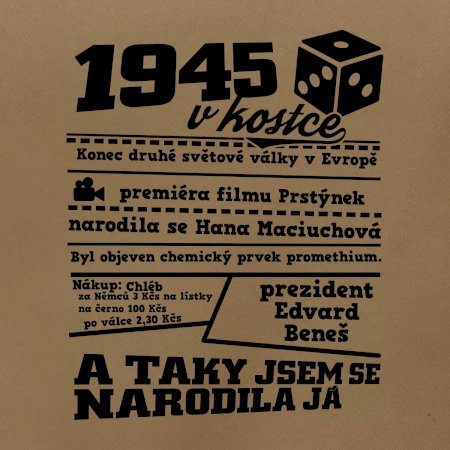 1945
v kostce
Konec druhé světové války v Evropě
premiéra filmu Prstýnek
narodila se Hana Maciuchová
Byl objeven chemický prvek promethium.
Nákup: Chléb
za Němců 3 Kčs na lístky
na černo 100 Kčs
po válce 2,30 Kčs
prezident
Edvard
Beneš
A TAKY JSEM SE
NARODILA JÁ